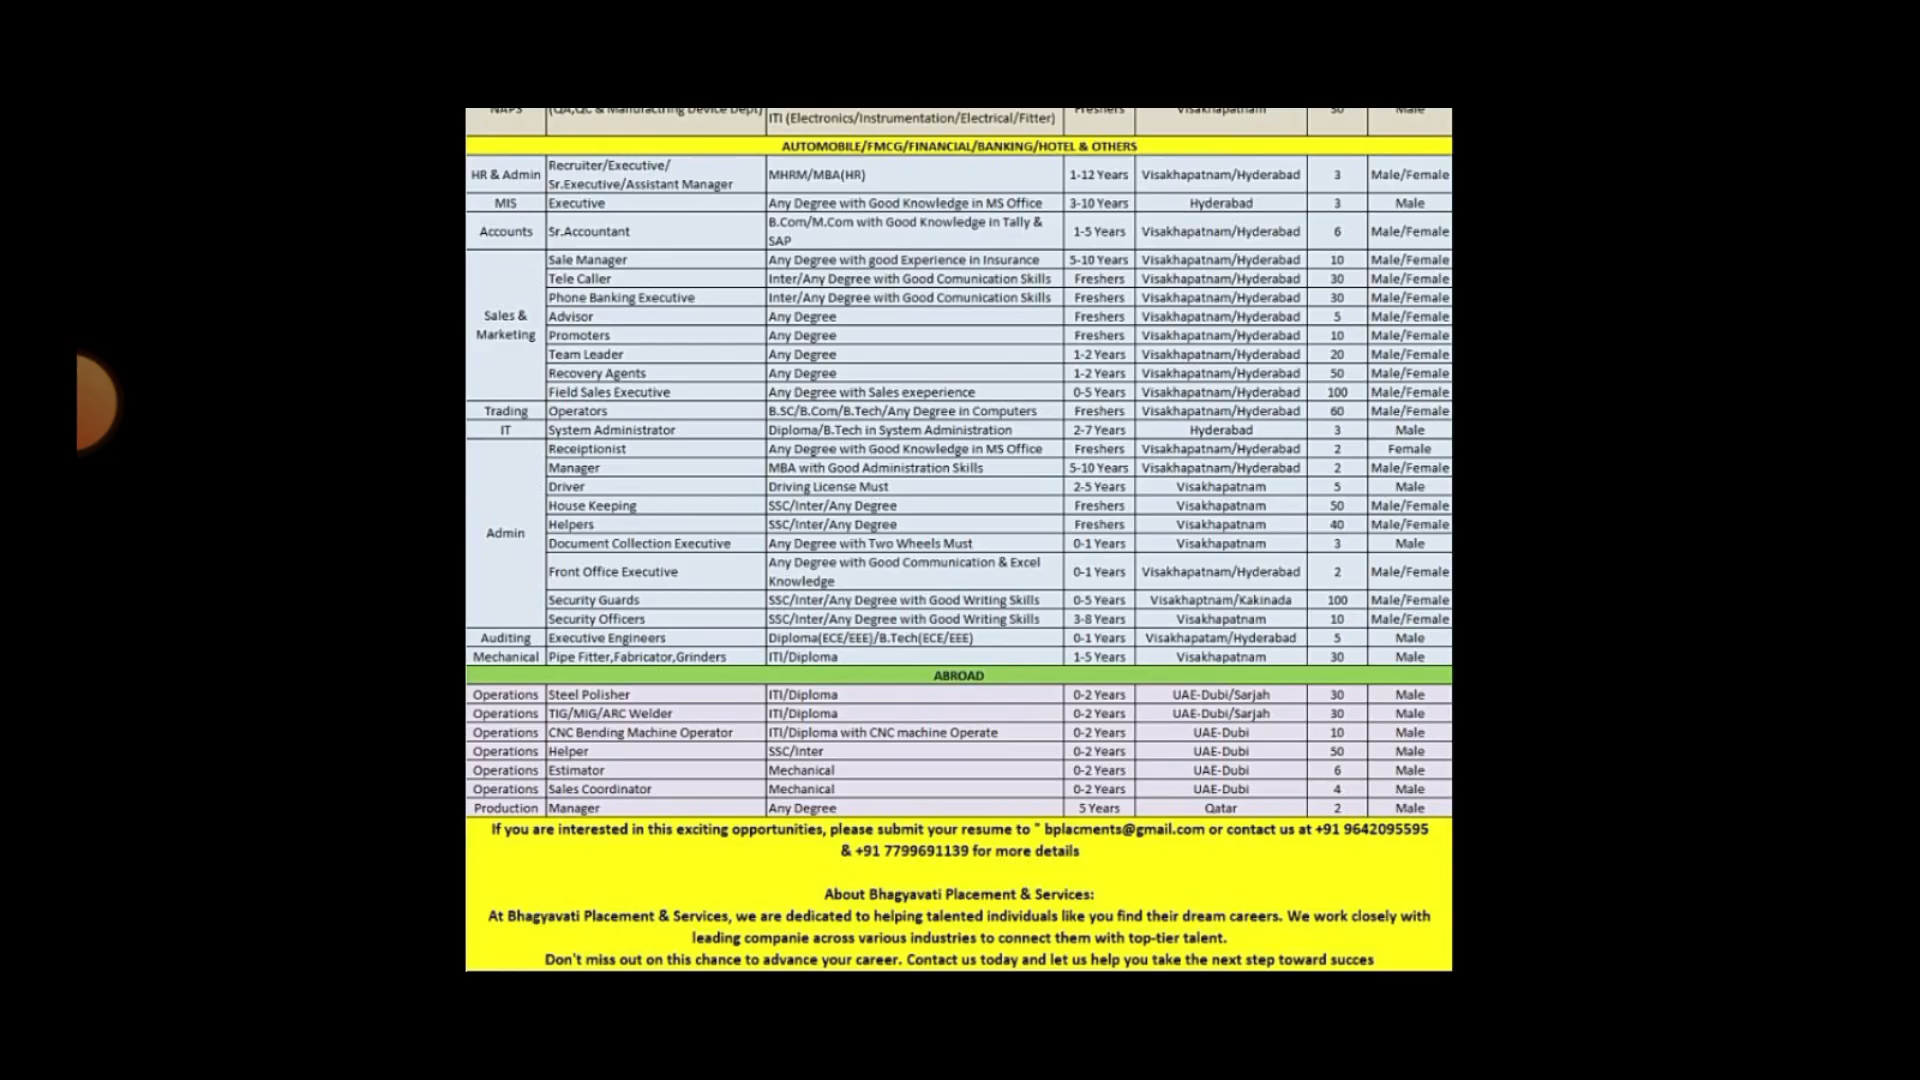 NAPS (QA,QC & Manufactring Device Dept) ITI (Electronics/Instrumentation/Electrical/Fitter) Freshers Visakhapatnam 50 Male
AUTOMOBILE/FMCG/FINANCIAL/BANKING/HOTEL & OTHERS
HR & Admin Recruiter/Executive/ Sr.Executive/Assistant Manager MHRM/MBA(HR) 1-12 Years Visakhapatnam/Hyderabad 3 Male/Female
MIS Executive Any Degree with Good Knowledge in MS Office 3-10 Years Hyderabad 3 Male
Accounts Sr.Accountant B.Com/M.Com with Good Knowledge in Tally & SAP 1-5 Years Visakhapatnam/Hyderabad 6 Male/Female
Sales & Marketing
Sale Manager Any Degree with good Experience in Insurance 5-10 Years Visakhapatnam/Hyderabad 10 Male/Female
Tele Caller Inter/Any Degree with Good Comunication Skills Freshers Visakhapatnam/Hyderabad 30 Male/Female
Phone Banking Executive Inter/Any Degree with Good Comunication Skills Freshers Visakhapatnam/Hyderabad 30 Male/Female
Advisor Any Degree Freshers Visakhapatnam/Hyderabad 5 Male/Female
Promoters Any Degree Freshers Visakhapatnam/Hyderabad 10 Male/Female
Team Leader Any Degree 1-2 Years Visakhapatnam/Hyderabad 20 Male/Female
Recovery Agents Any Degree 1-2 Years Visakhapatnam/Hyderabad 50 Male/Female
Field Sales Executive Any Degree with Sales exeperience 0-5 Years Visakhapatnam/Hyderabad 100 Male/Female
Trading Operators B.SC/B.Com/B.Tech/Any Degree in Computers Freshers Visakhapatnam/Hyderabad 60 Male/Female
IT System Administrator Diploma/B.Tech in System Administration 2-7 Years Hyderabad 3 Male
Admin
Receiptionist Any Degree with Good Knowledge in MS Office Freshers Visakhapatnam/Hyderabad 2 Female
Manager MBA with Good Administration Skills 5-10 Years Visakhapatnam/Hyderabad 2 Male/Female
Driver Driving License Must 2-5 Years Visakhapatnam 5 Male
House Keeping SSC/Inter/Any Degree Freshers Visakhapatnam 50 Male/Female
Helpers SSC/Inter/Any Degree Freshers Visakhapatnam 40 Male/Female
Document Collection Executive Any Degree with Two Wheels Must 0-1 Years Visakhapatnam 3 Male
Front Office Executive Any Degree with Good Communication & Excel Knowledge 0-1 Years Visakhapatnam/Hyderabad 2 Male/Female
Security Guards SSC/Inter/Any Degree with Good Writing Skills 0-5 Years Visakhaptnam/Kakinada 100 Male/Female
Security Officers SSC/Inter/Any Degree with Good Writing Skills 3-8 Years Visakhapatnam 10 Male/Female
Auditing Executive Engineers Diploma(ECE/EEE)/B.Tech(ECE/EEE) 0-1 Years Visakhapatam/Hyderabad 5 Male
Mechanical Pipe Fitter,Fabricator,Grinders ITI/Diploma 1-5 Years Visakhapatnam 30 Male
ABROAD
Operations Steel Polisher ITI/Diploma 0-2 Years UAE-Dubi/Sarjah 30 Male
Operations TIG/MIG/ARC Welder ITI/Diploma 0-2 Years UAE-Dubi/Sarjah 30 Male
Operations CNC Bending Machine Operator ITI/Diploma with CNC machine Operate 0-2 Years UAE-Dubi 10 Male
Operations Helper SSC/Inter 0-2 Years UAE-Dubi 50 Male
Operations Estimator Mechanical 0-2 Years UAE-Dubi 6 Male
Operations Sales Coordinator Mechanical 0-2 Years UAE-Dubi 4 Male
Production Manager Any Degree 5 Years Qatar 2 Male
If you are interested in this exciting opportunities, please submit your resume to " bplacments@gmail.com or contact us at +91 9642095595
& +91 7799691139 for more details
About Bhagyavati Placement & Services:
At Bhagyavati Placement & Services, we are dedicated to helping talented individuals like you find their dream careers. We work closely with
leading companie across various industries to connect them with top-tier talent.
Don't miss out on this chance to advance your career. Contact us today and let us help you take the next step toward succes